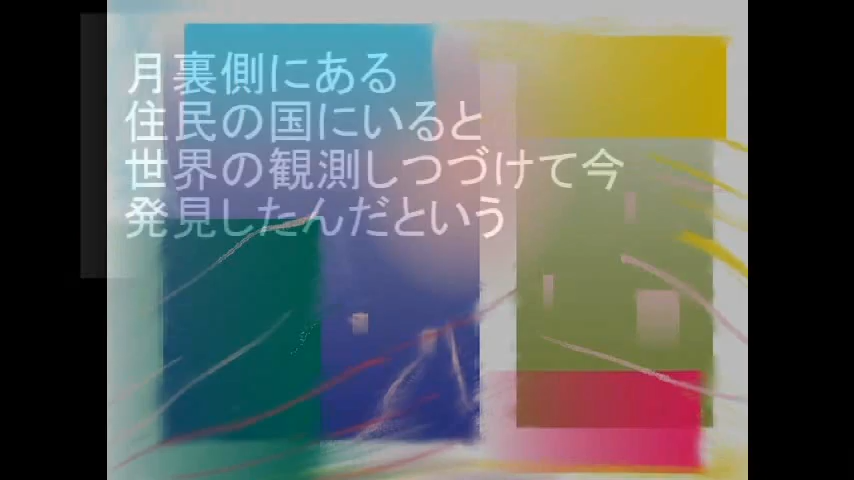 月裏側にある
住民の国にいると
世界の観測しつづけて今
発見したんだという